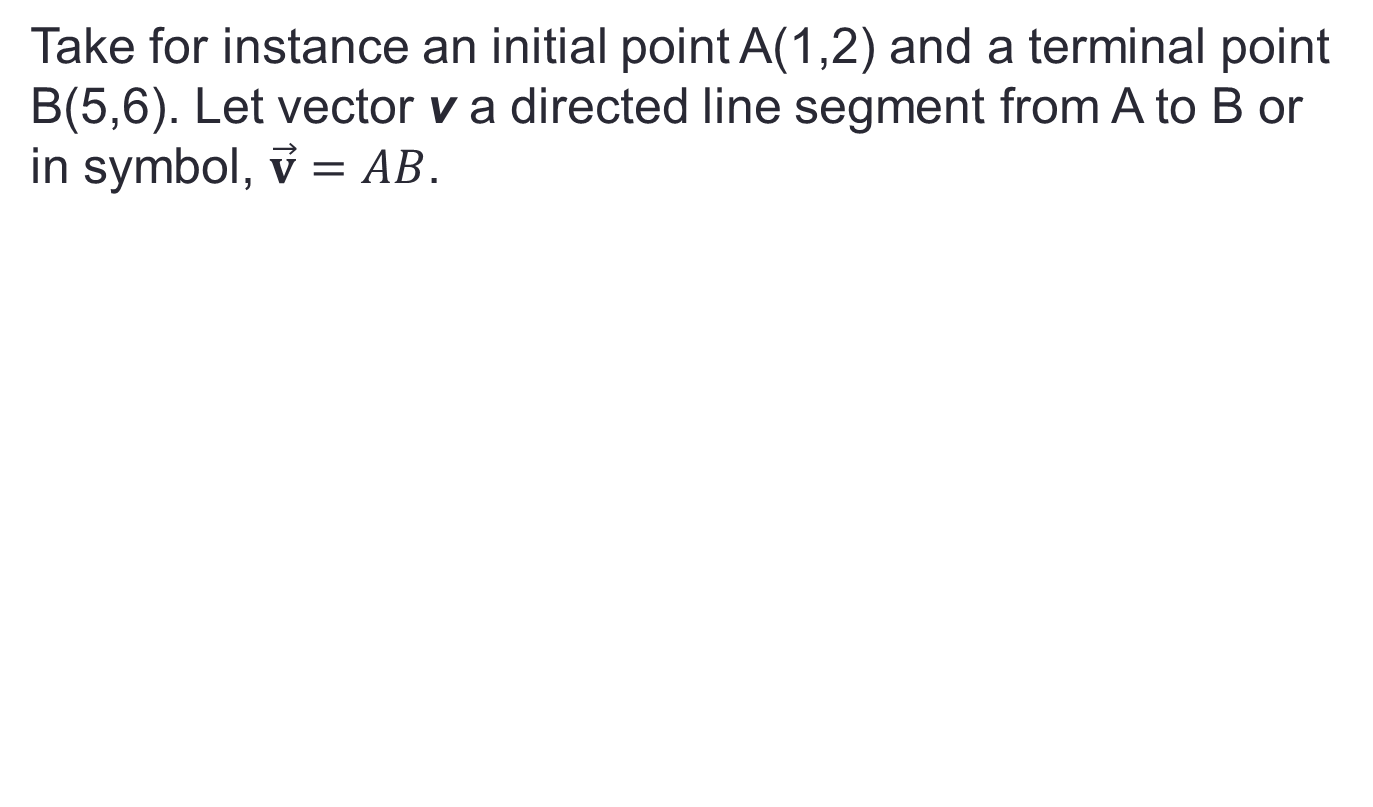 Take for instance an initial point A(1,2) and a terminal point
B(5,6). Let vector v a directed line segment from A to B or
in symbol, v⃗ = AB.